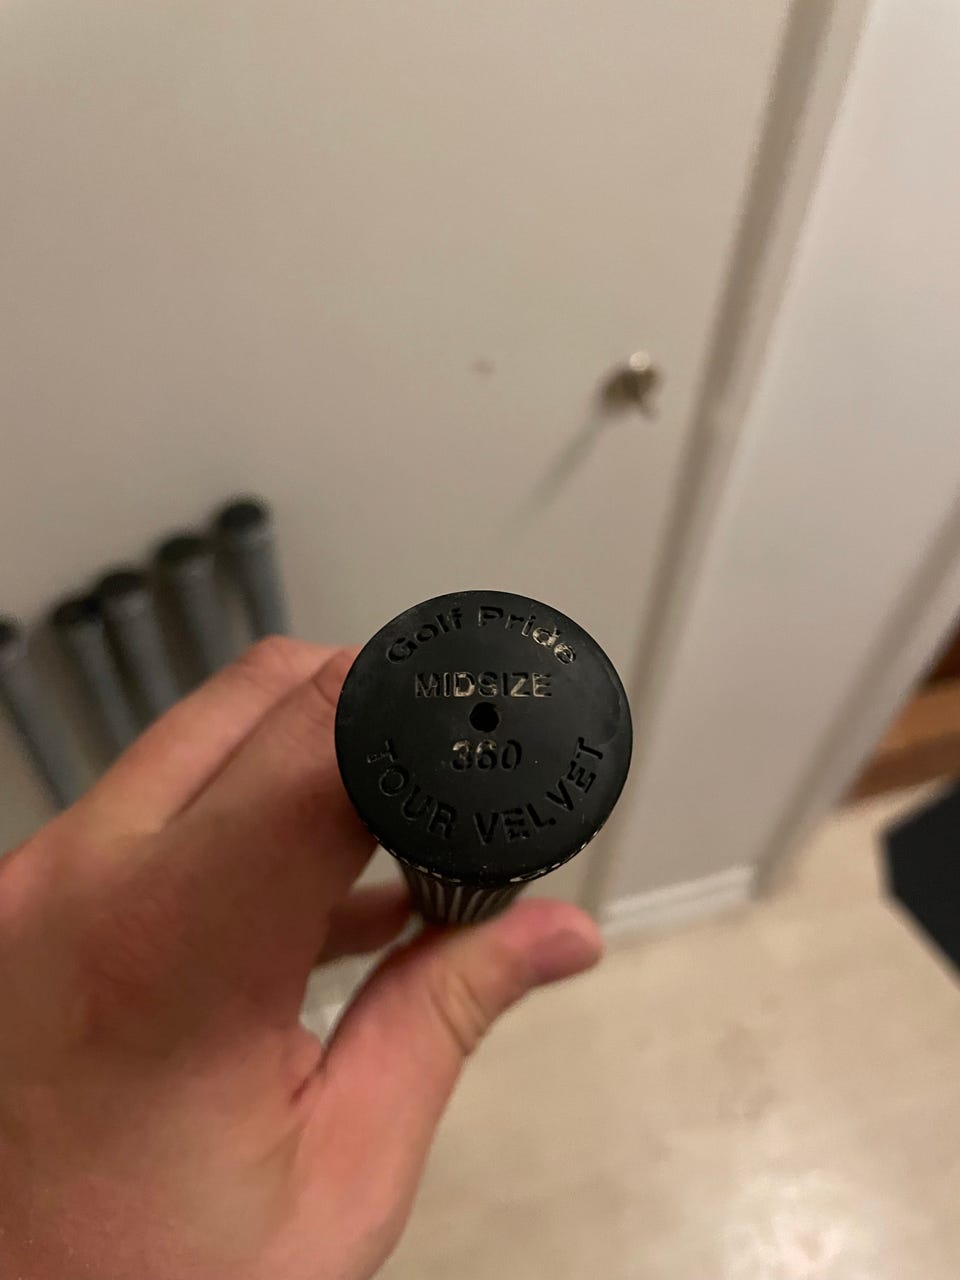 Golf Pride
MIDSIZE
360
TOUR VELVET